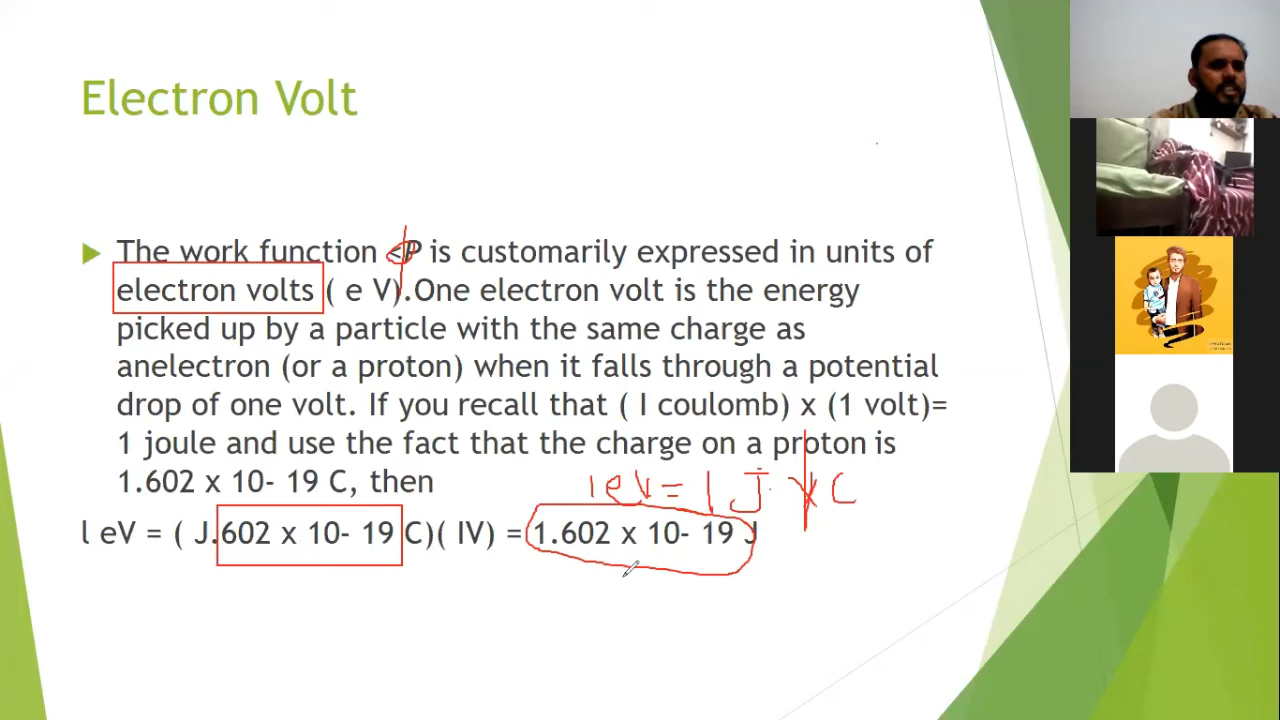 Electron Volt
The work function <P is customarily expressed in units of
electron volts ( e V).One electron volt is the energy
picked up by a particle with the same charge as
anelectron (or a proton) when it falls through a potential
drop of one volt. If you recall that ( I coulomb) x (1 volt)=
1 joule and use the fact that the charge on a proton is
1.602 x 10- 19 C, then
1eV = 1 J C
l eV = ( J.602 x 10- 19 C)( IV) = 1.602 x 10- 19 J